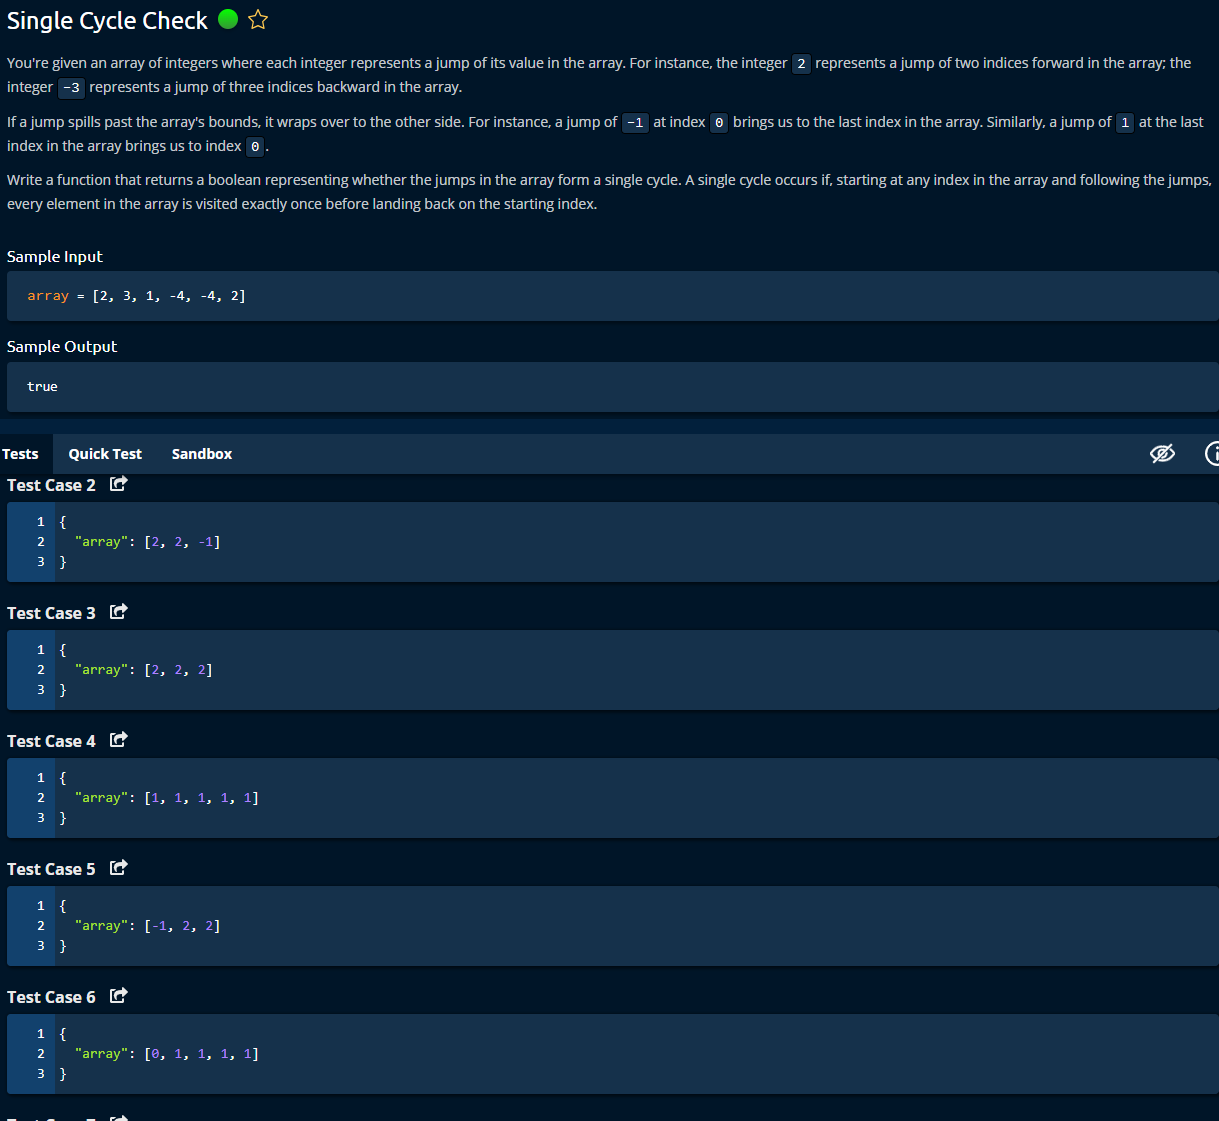 Single Cycle Check
You're given an array of integers where each integer represents a jump of its value in the array. For instance, the integer 2 represents a jump of two indices forward in the array; the
integer -3 represents a jump of three indices backward in the array.
If a jump spills past the array's bounds, it wraps over to the other side. For instance, a jump of -1 at index 0 brings us to the last index in the array. Similarly, a jump of 1 at the last
index in the array brings us to index 0 .
Write a function that returns a boolean representing whether the jumps in the array form a single cycle. A single cycle occurs if, starting at any index in the array and following the jumps,
every element in the array is visited exactly once before landing back on the starting index.
Sample Input
array = [2, 3, 1, -4, -4, 2]
Sample Output
true
Tests Quick Test Sandbox
Test Case 2
1 {
2 "array": [2, 2, -1]
3 }
Test Case 3
1 {
2 "array": [2, 2, 2]
3 }
Test Case 4
1 {
2 "array": [1, 1, 1, 1, 1]
3 }
Test Case 5
1 {
2 "array": [-1, 2, 2]
3 }
Test Case 6
1 {
2 "array": [0, 1, 1, 1, 1]
3 }